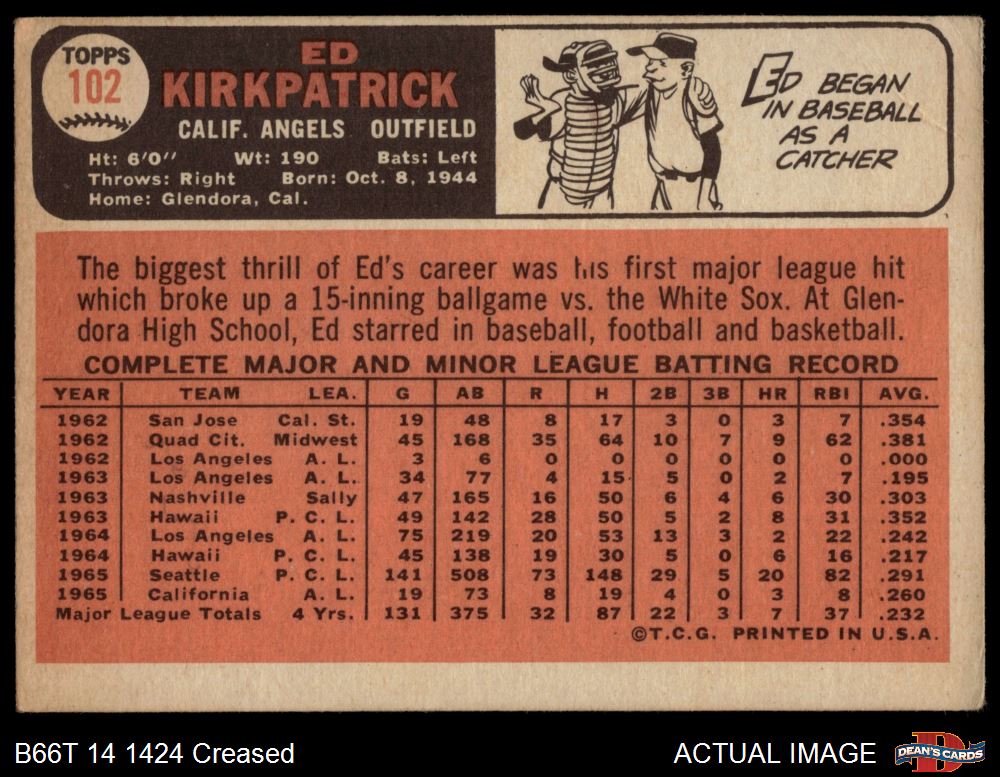 TOPPS
102
ED
KIRKPATRICK
CALIF. ANGELS OUTFIELD
Ht: 6'0" Wt: 190 Bats: Left
Throws: Right Born: Oct. 8, 1944
Home: Glendora, Cal.
ED BEGAN
IN BASEBALL
AS A
CATCHER
The biggest thrill of Ed's career was his first major league hit
which broke up a 15-inning ballgame vs. the White Sox. At Glen-
dora High School, Ed starred in baseball, football and basketball.
COMPLETE MAJOR AND MINOR LEAGUE BATTING RECORD
YEAR TEAM LEA. G AB R H 2B 3B HR RBI AVG.
1962 San Jose Cal. St. 19 48 8 17 3 0 3 7 .354
1962 Quad Cit. Midwest 45 168 35 64 10 7 9 62 .381
1962 Los Angeles A. L. 3 6 0 0 0 0 0 0 .000
1963 Los Angeles A. L. 34 77 4 15 5 0 2 7 .195
1963 Nashville Sally 47 165 16 50 6 4 6 30 .303
1963 Hawaii P. C. L. 49 142 28 50 5 2 8 31 .352
1964 Los Angeles A. L. 75 219 20 53 13 3 2 22 .242
1964 Hawaii P. C. L. 45 138 19 30 5 0 6 16 .217
1965 Seattle P. C. L. 141 508 73 148 29 5 20 82 .291
1965 California A. L. 19 73 8 19 4 0 3 8 .260
Major League Totals 4 Yrs. 131 375 32 87 22 3 7 37 .232
©T.C.G. PRINTED IN U.S.A.
B66T 14 1424 Creased
ACTUAL IMAGE
DEAN'S CARDS